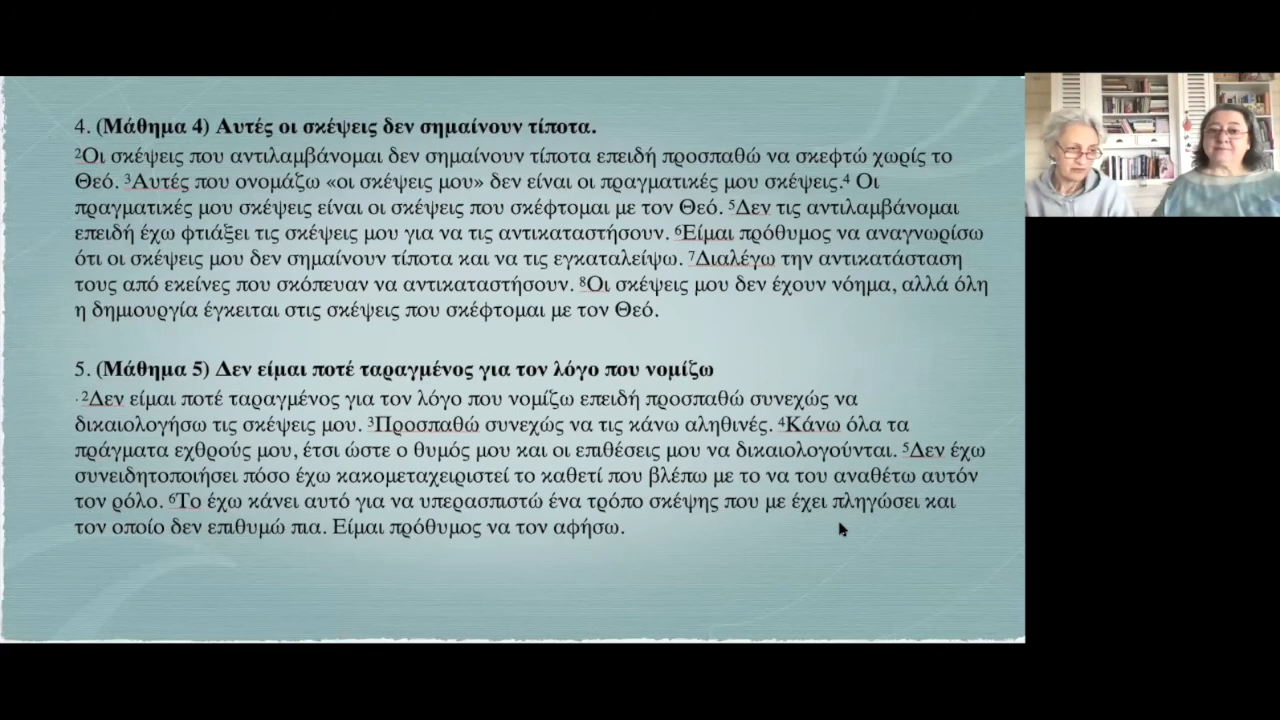 4. (Μάθημα 4) Αυτές οι σκέψεις δεν σημαίνουν τίποτα.
²Οι σκέψεις που αντιλαμβάνομαι δεν σημαίνουν τίποτα επειδή προσπαθώ να σκεφτώ χωρίς το
Θεό. ³Αυτές που ονομάζω «οι σκέψεις μου» δεν είναι οι πραγματικές μου σκέψεις.⁴ Οι
πραγματικές μου σκέψεις είναι οι σκέψεις που σκέφτομαι με τον Θεό. ⁵Δεν τις αντιλαμβάνομαι
επειδή έχω φτιάξει τις σκέψεις μου για να τις αντικαταστήσουν. ⁶Είμαι πρόθυμος να αναγνωρίσω
ότι οι σκέψεις μου δεν σημαίνουν τίποτα και να τις εγκαταλείψω. ⁷Διαλέγω την αντικατάσταση
τους από εκείνες που σκόπευαν να αντικαταστήσουν. ⁸Οι σκέψεις μου δεν έχουν νόημα, αλλά όλη
η δημιουργία έγκειται στις σκέψεις που σκέφτομαι με τον Θεό.
5. (Μάθημα 5) Δεν είμαι ποτέ ταραγμένος για τον λόγο που νομίζω
·²Δεν είμαι ποτέ ταραγμένος για τον λόγο που νομίζω επειδή προσπαθώ συνεχώς να
δικαιολογήσω τις σκέψεις μου. ³Προσπαθώ συνεχώς να τις κάνω αληθινές. ⁴Κάνω όλα τα
πράγματα εχθρούς μου, έτσι ώστε ο θυμός μου και οι επιθέσεις μου να δικαιολογούνται. ⁵Δεν έχω
συνειδητοποιήσει πόσο έχω κακομεταχειριστεί το καθετί που βλέπω με το να του αναθέτω αυτόν
τον ρόλο. ⁶Το έχω κάνει αυτό για να υπερασπιστώ ένα τρόπο σκέψης που με έχει πληγώσει και
τον οποίο δεν επιθυμώ πια. Είμαι πρόθυμος να τον αφήσω.